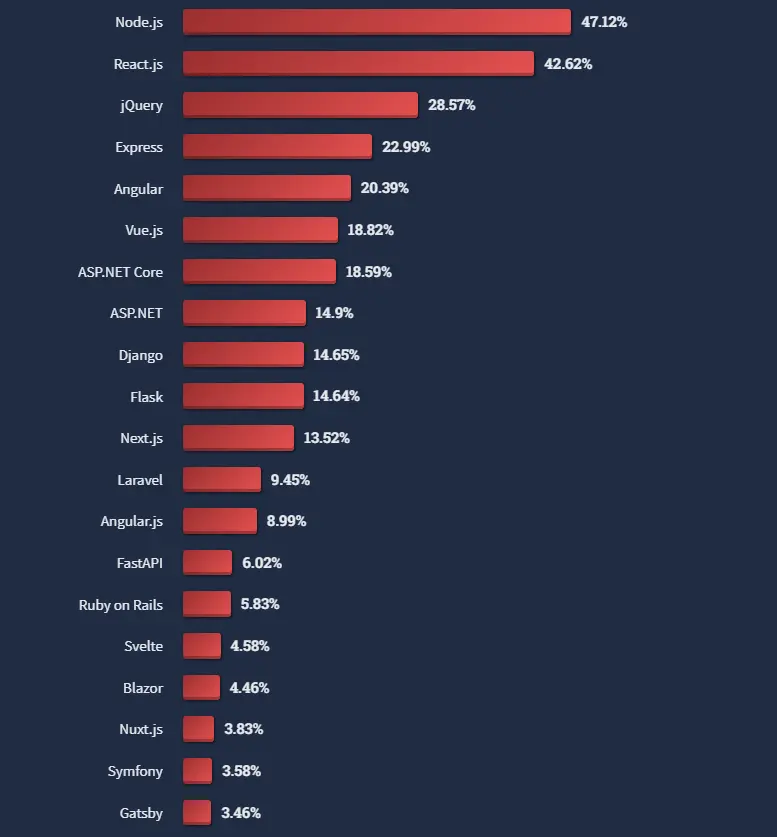 Node.js 47.12%
React.js 42.62%
jQuery 28.57%
Express 22.99%
Angular 20.39%
Vue.js 18.82%
ASP.NET Core 18.59%
ASP.NET 14.9%
Django 14.65%
Flask 14.64%
Next.js 13.52%
Laravel 9.45%
Angular.js 8.99%
FastAPI 6.02%
Ruby on Rails 5.83%
Svelte 4.58%
Blazor 4.46%
Nuxt.js 3.83%
Symfony 3.58%
Gatsby 3.46%